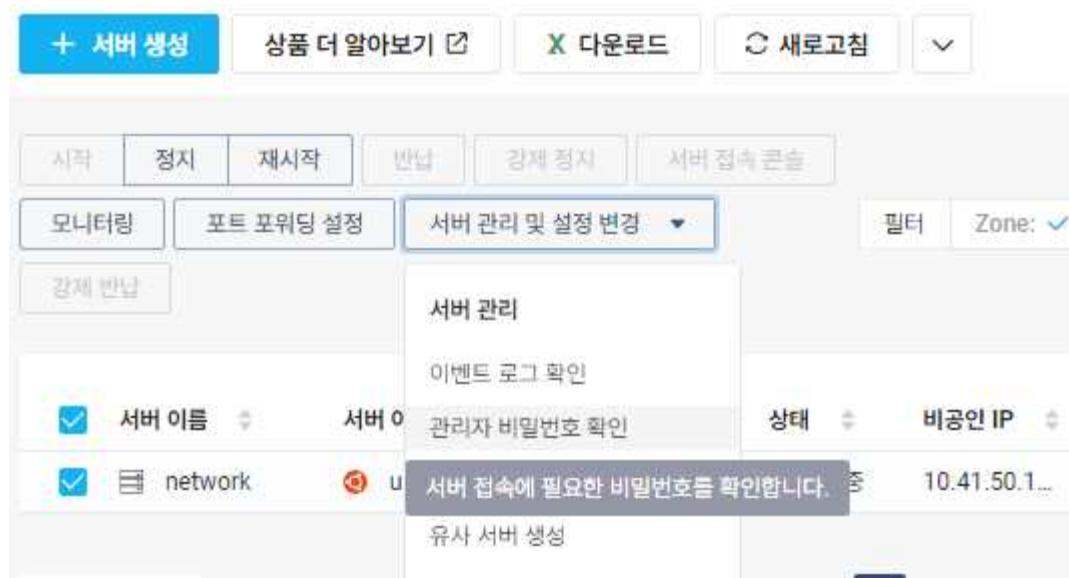 + 서버 생성 상품 더 알아보기 다운로드 새로고침
시작 정지 재시작 반납 강제 정지 서버 접속 콘솔
모니터링 포트 포워딩 설정 서버 관리 및 설정 변경 필터 Zone:
강제 반납
서버 관리
이벤트 로그 확인
서버 이름 서버 이 관리자 비밀번호 확인 상태 비공인 IP
network u 서버 접속에 필요한 비밀번호를 확인합니다. 중 10.41.50.1...
유사 서버 생성